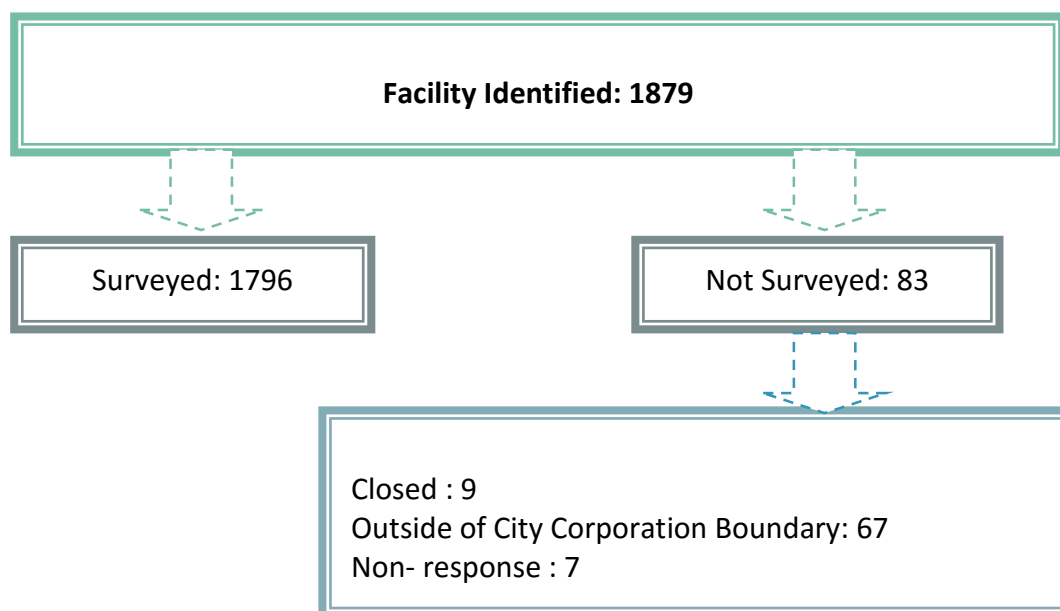 Facility Identified: 1879
Surveyed: 1796
Not Surveyed: 83
Closed : 9
Outside of City Corporation Boundary: 67
Non- response : 7